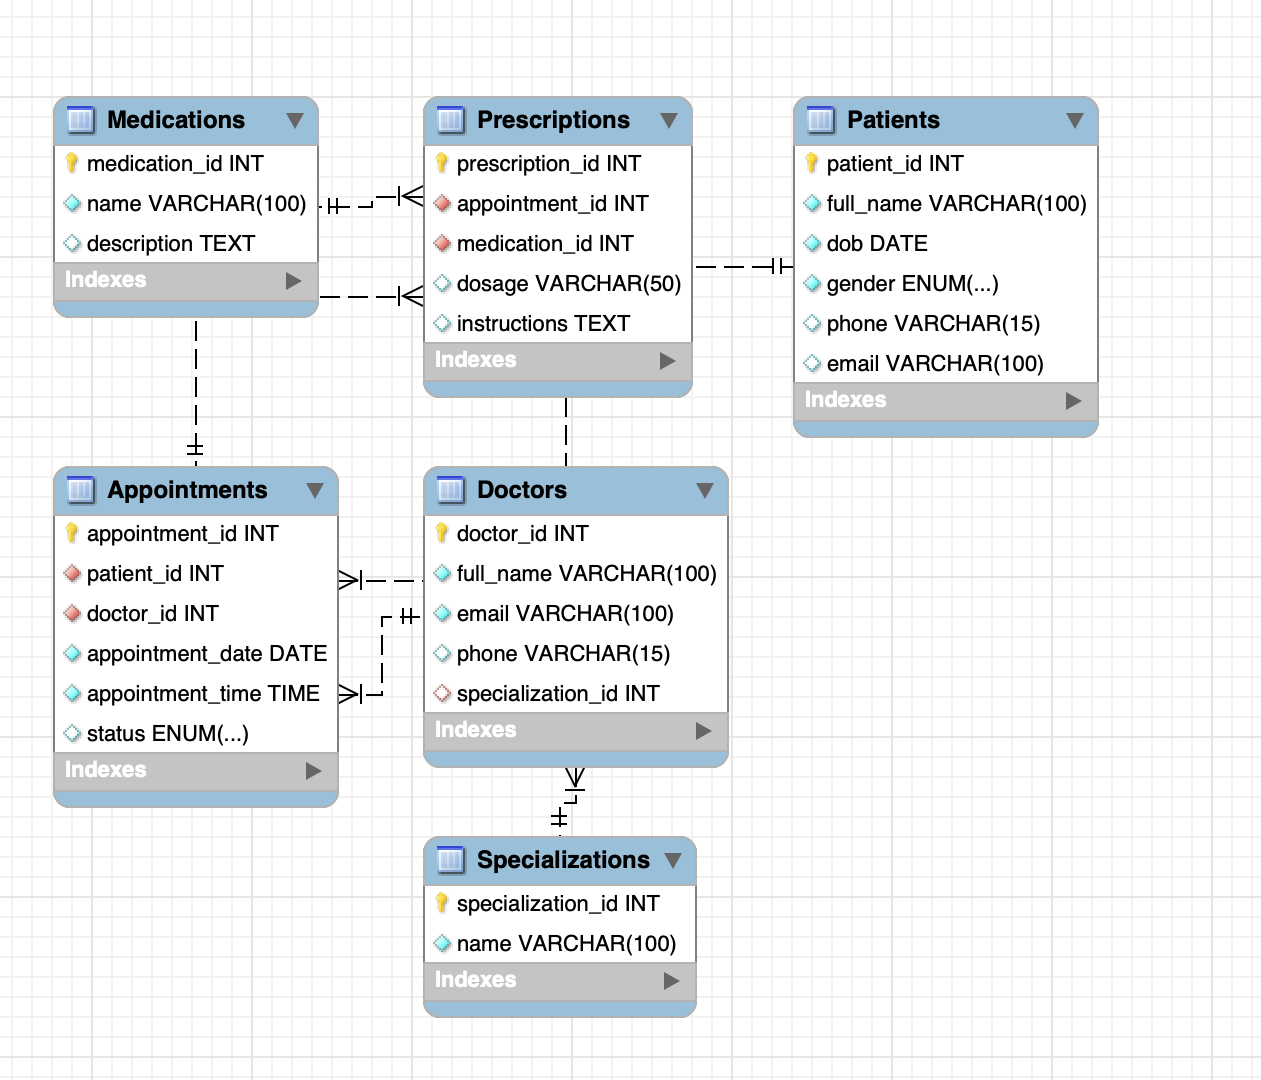 Medications
medication_id INT
name VARCHAR(100)
description TEXT
Indexes
Prescriptions
prescription_id INT
appointment_id INT
medication_id INT
dosage VARCHAR(50)
instructions TEXT
Indexes
Patients
patient_id INT
full_name VARCHAR(100)
dob DATE
gender ENUM(...)
phone VARCHAR(15)
email VARCHAR(100)
Indexes
Appointments
appointment_id INT
patient_id INT
doctor_id INT
appointment_date DATE
appointment_time TIME
status ENUM(...)
Indexes
Doctors
doctor_id INT
full_name VARCHAR(100)
email VARCHAR(100)
phone VARCHAR(15)
specialization_id INT
Indexes
Specializations
specialization_id INT
name VARCHAR(100)
Indexes